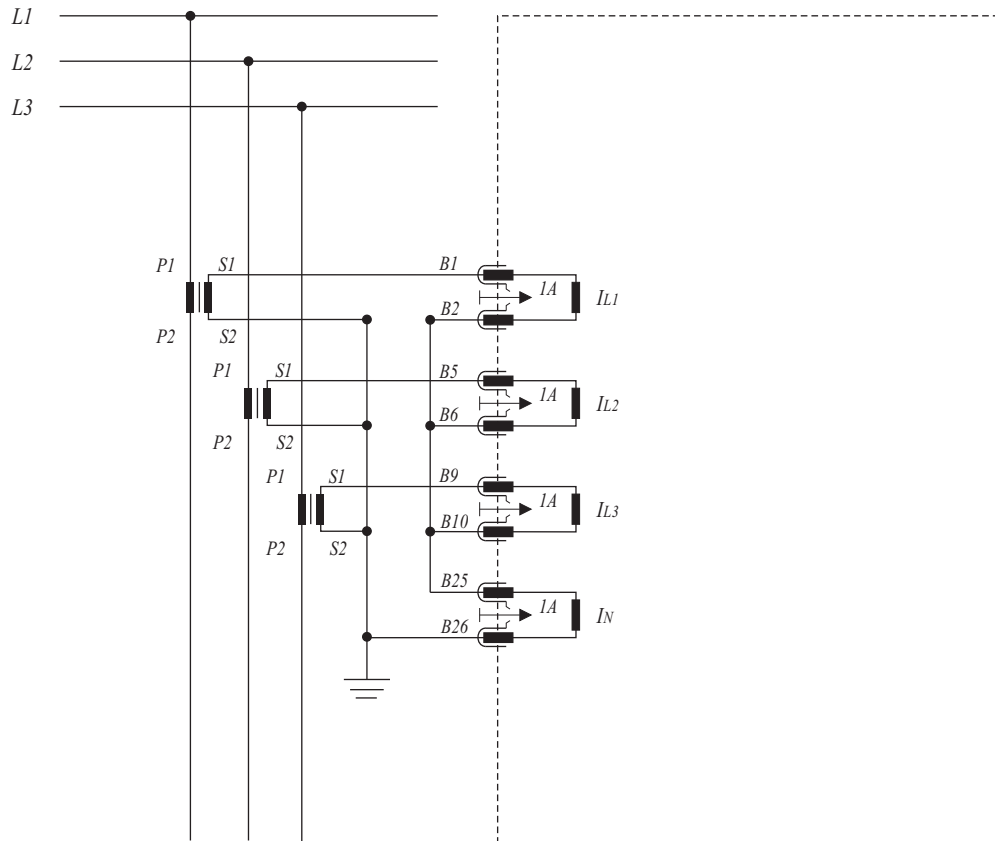 L1
L2
L3
P1 S1 B1 1A IL1
P2 S2 B2
P1 S1 B5 1A IL2
P2 S2 B6
P1 S1 B9 1A IL3
P2 S2 B10
B25 1A IN
B26